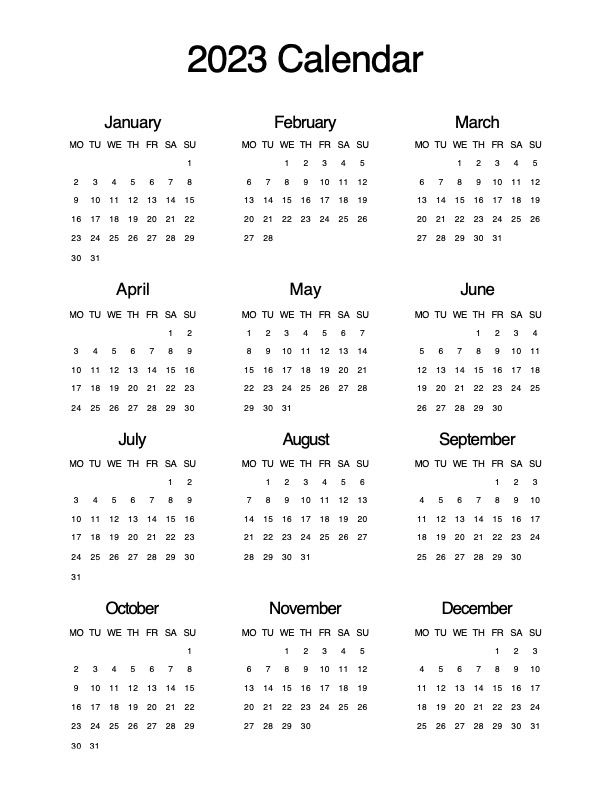 2023 Calendar
January
MO TU WE TH FR SA SU
1
2 3 4 5 6 7 8
9 10 11 12 13 14 15
16 17 18 19 20 21 22
23 24 25 26 27 28 29
30 31
February
MO TU WE TH FR SA SU
1 2 3 4 5
6 7 8 9 10 11 12
13 14 15 16 17 18 19
20 21 22 23 24 25 26
27 28
March
MO TU WE TH FR SA SU
1 2 3 4 5
6 7 8 9 10 11 12
13 14 15 16 17 18 19
20 21 22 23 24 25 26
27 28 29 30 31
April
MO TU WE TH FR SA SU
1 2
3 4 5 6 7 8 9
10 11 12 13 14 15 16
17 18 19 20 21 22 23
24 25 26 27 28 29 30
May
MO TU WE TH FR SA SU
1 2 3 4 5 6 7
8 9 10 11 12 13 14
15 16 17 18 19 20 21
22 23 24 25 26 27 28
29 30 31
June
MO TU WE TH FR SA SU
1 2 3 4
5 6 7 8 9 10 11
12 13 14 15 16 17 18
19 20 21 22 23 24 25
26 27 28 29 30
July
MO TU WE TH FR SA SU
1 2
3 4 5 6 7 8 9
10 11 12 13 14 15 16
17 18 19 20 21 22 23
24 25 26 27 28 29 30
31
August
MO TU WE TH FR SA SU
1 2 3 4 5 6
7 8 9 10 11 12 13
14 15 16 17 18 19 20
21 22 23 24 25 26 27
28 29 30 31
September
MO TU WE TH FR SA SU
1 2 3
4 5 6 7 8 9 10
11 12 13 14 15 16 17
18 19 20 21 22 23 24
25 26 27 28 29 30
October
MO TU WE TH FR SA SU
1
2 3 4 5 6 7 8
9 10 11 12 13 14 15
16 17 18 19 20 21 22
23 24 25 26 27 28 29
30 31
November
MO TU WE TH FR SA SU
1 2 3 4 5
6 7 8 9 10 11 12
13 14 15 16 17 18 19
20 21 22 23 24 25 26
27 28 29 30
December
MO TU WE TH FR SA SU
1 2 3
4 5 6 7 8 9 10
11 12 13 14 15 16 17
18 19 20 21 22 23 24
25 26 27 28 29 30 31